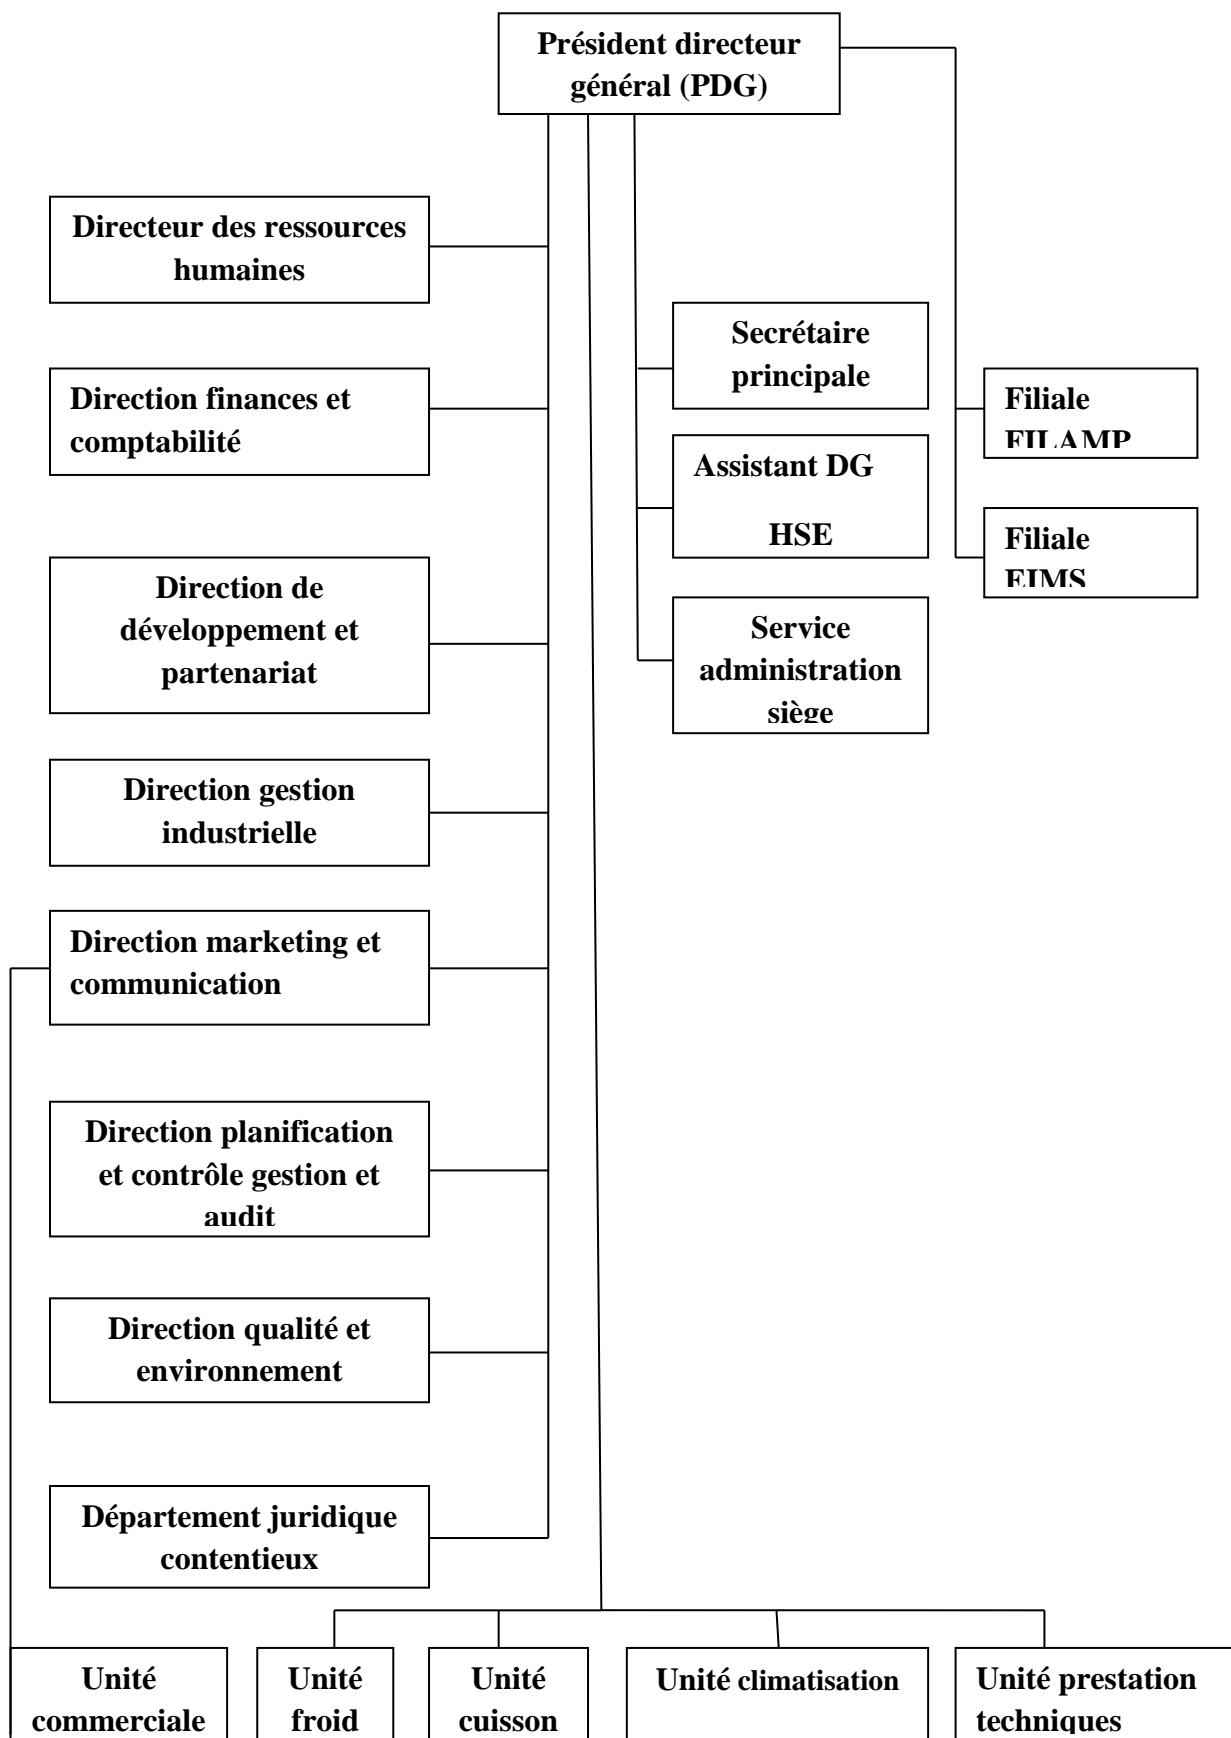 Président directeur
général (PDG)
Directeur des ressources
humaines
Secrétaire
principale
Direction finances et
comptabilité
Filiale
FILAMP
Assistant DG
HSE
Filiale
EIMS
Direction de
développement et
partenariat
Service
administration
siège
Direction gestion
industrielle
Direction marketing et
communication
Direction planification
et contrôle gestion et
audit
Direction qualité et
environnement
Département juridique
contentieux
Unité
commerciale
Unité
froid
Unité
cuisson
Unité climatisation
Unité prestation
techniques